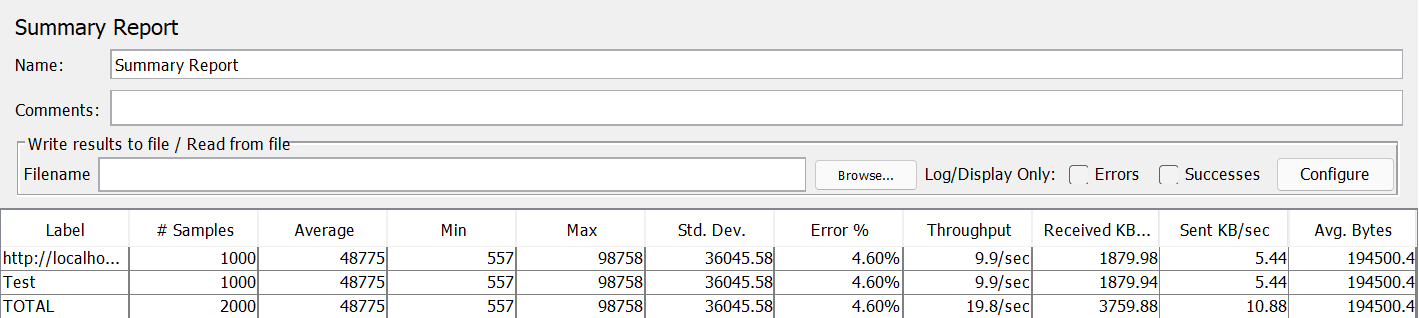 Summary Report
Name: Summary Report
Comments:
Write results to file / Read from file
Filename Browse... Log/Display Only: Errors Successes Configure
Label # Samples Average Min Max Std. Dev. Error % Throughput Received KB... Sent KB/sec Avg. Bytes
http://localho... 1000 48775 557 98758 36045.58 4.60% 9.9/sec 1879.98 5.44 194500.4
Test 1000 48775 557 98758 36045.58 4.60% 9.9/sec 1879.94 5.44 194500.4
TOTAL 2000 48775 557 98758 36045.58 4.60% 19.8/sec 3759.88 10.88 194500.4